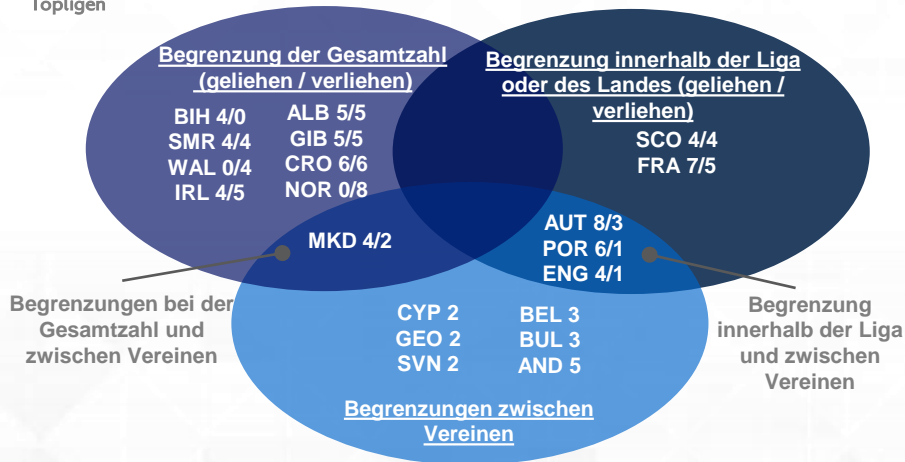 Topligen
Begrenzung der Gesamtzahl
(geliehen / verliehen)
BIH 4/0
SMR 4/4
WAL 0/4
IRL 4/5
ALB 5/5
GIB 5/5
CRO 6/6
NOR 0/8
Begrenzung innerhalb der Liga
oder des Landes (geliehen /
verliehen)
SCO 4/4
FRA 7/5
MKD 4/2
AUT 8/3
POR 6/1
ENG 4/1
Begrenzungen bei der
Gesamtzahl und
zwischen Vereinen
CYP 2
GEO 2
SVN 2
BEL 3
BUL 3
AND 5
Begrenzungen zwischen
Vereinen
Begrenzung
innerhalb der Liga
und zwischen
Vereinen